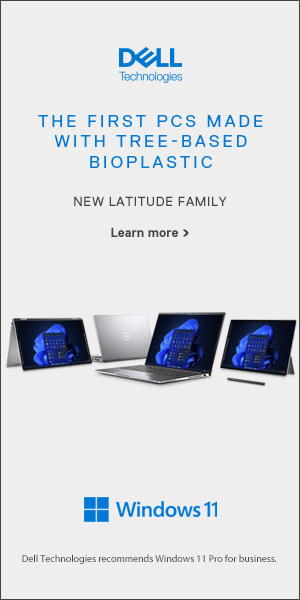 DELL
Technologies
THE FIRST PCS MADE
WITH TREE-BASED
BIOPLASTIC
NEW LATITUDE FAMILY
Learn more >
Windows 11
Dell Technologies recommends Windows 11 Pro for business.